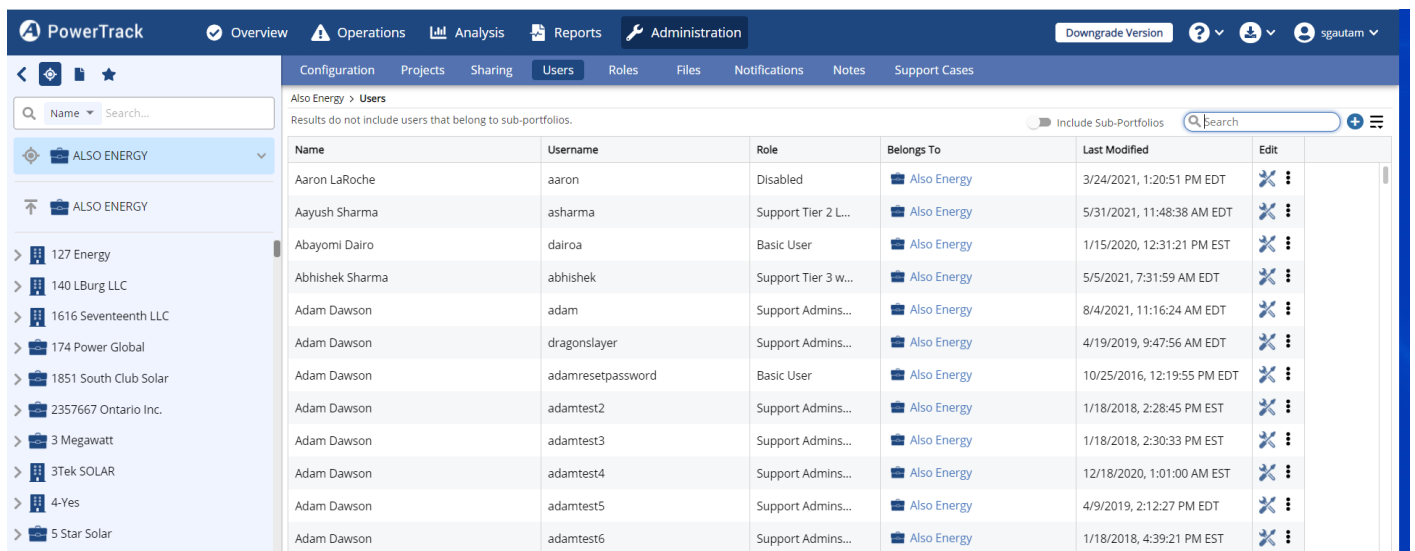 PowerTrack Overview Operations Analysis Reports Administration Downgrade Version ? sgautam
Configuration Projects Sharing Users Roles Files Notifications Notes Support Cases
Also Energy > Users
Name Search...
Results do not include users that belong to sub-portfolios. Include Sub-Portfolios Search
ALSO ENERGY
ALSO ENERGY
127 Energy
140 LBurg LLC
1616 Seventeenth LLC
174 Power Global
1851 South Club Solar
2357667 Ontario Inc.
3 Megawatt
3Tek SOLAR
4-Yes
5 Star Solar
Name Username Role Belongs To Last Modified Edit
Aaron LaRoche aaron Disabled Also Energy 3/24/2021, 1:20:51 PM EDT
Aayush Sharma asharma Support Tier 2 L... Also Energy 5/31/2021, 11:48:38 AM EDT
Abayomi Dairo dairoa Basic User Also Energy 1/15/2020, 12:31:21 PM EST
Abhishek Sharma abhishek Support Tier 3 w... Also Energy 5/5/2021, 7:31:59 AM EDT
Adam Dawson adam Support Admins... Also Energy 8/4/2021, 11:16:24 AM EDT
Adam Dawson dragonslayer Support Admins... Also Energy 4/19/2019, 9:47:56 AM EDT
Adam Dawson adamresetpassword Basic User Also Energy 10/25/2016, 12:19:55 PM EDT
Adam Dawson adamtest2 Support Admins... Also Energy 1/18/2018, 2:28:45 PM EST
Adam Dawson adamtest3 Support Admins... Also Energy 1/18/2018, 2:30:33 PM EST
Adam Dawson adamtest4 Support Admins... Also Energy 12/18/2020, 1:01:00 AM EST
Adam Dawson adamtest5 Support Admins... Also Energy 4/9/2019, 2:12:27 PM EDT
Adam Dawson adamtest6 Support Admins... Also Energy 1/18/2018, 4:39:21 PM EST